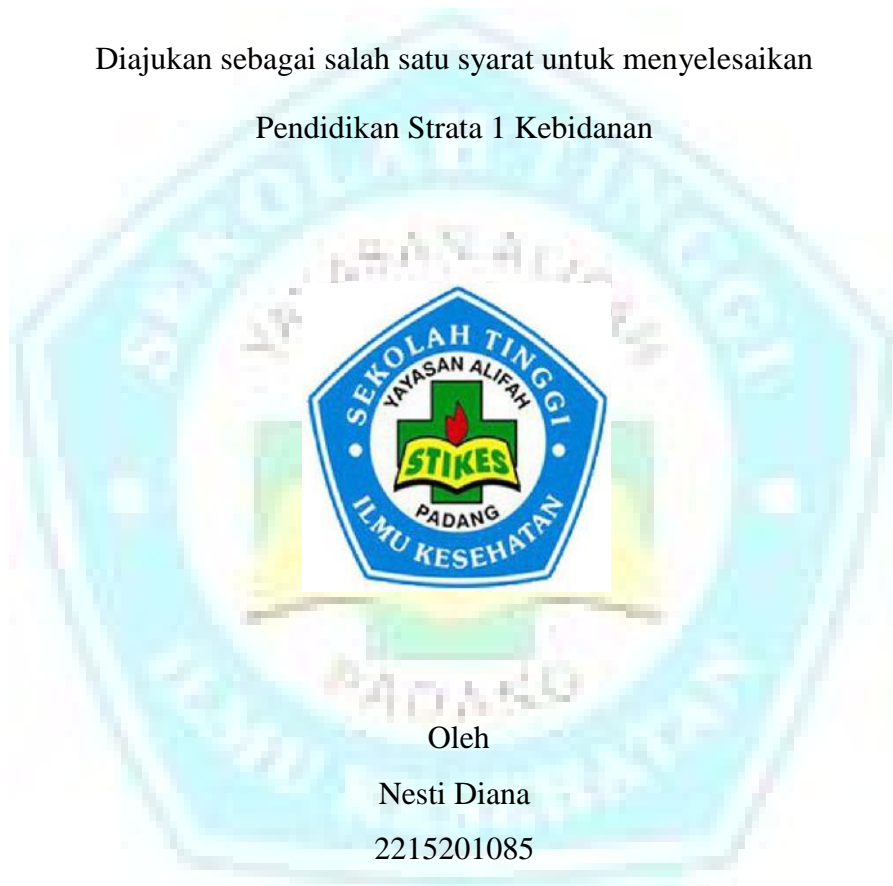 Diajukan sebagai salah satu syarat untuk menyelesaikan
Pendidikan Strata 1 Kebidanan
SEKOLAH TINGGI
YAYASAN ALIFAH
STIKES
PADANG
ILMU KESEHATAN
Oleh
Nesti Diana
2215201085